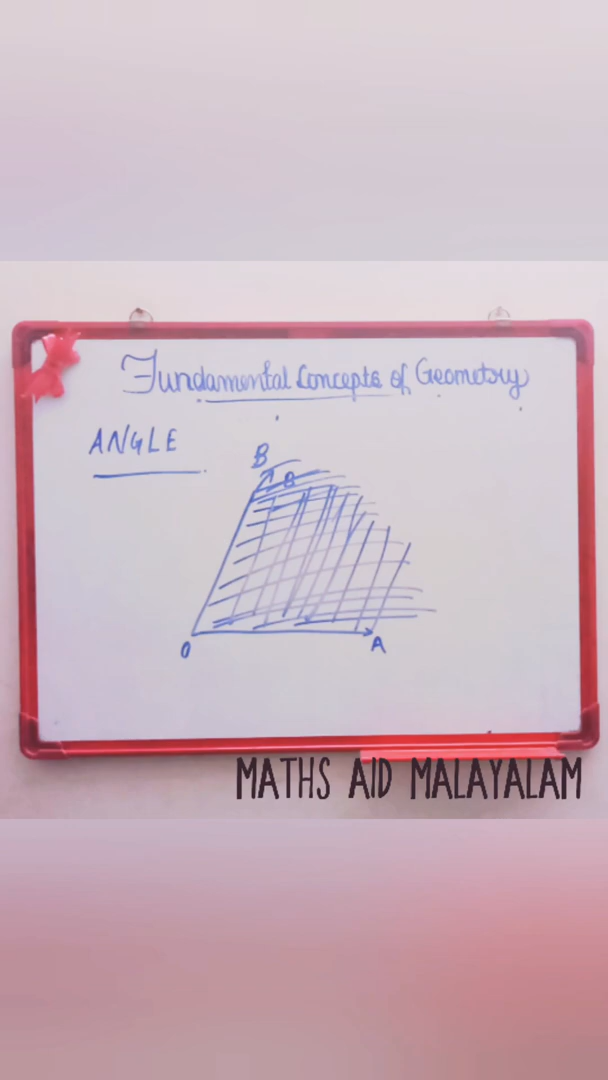 Fundamental Concepts of Geometry
ANGLE
B
O
A
MATHS AID MALAYALAM